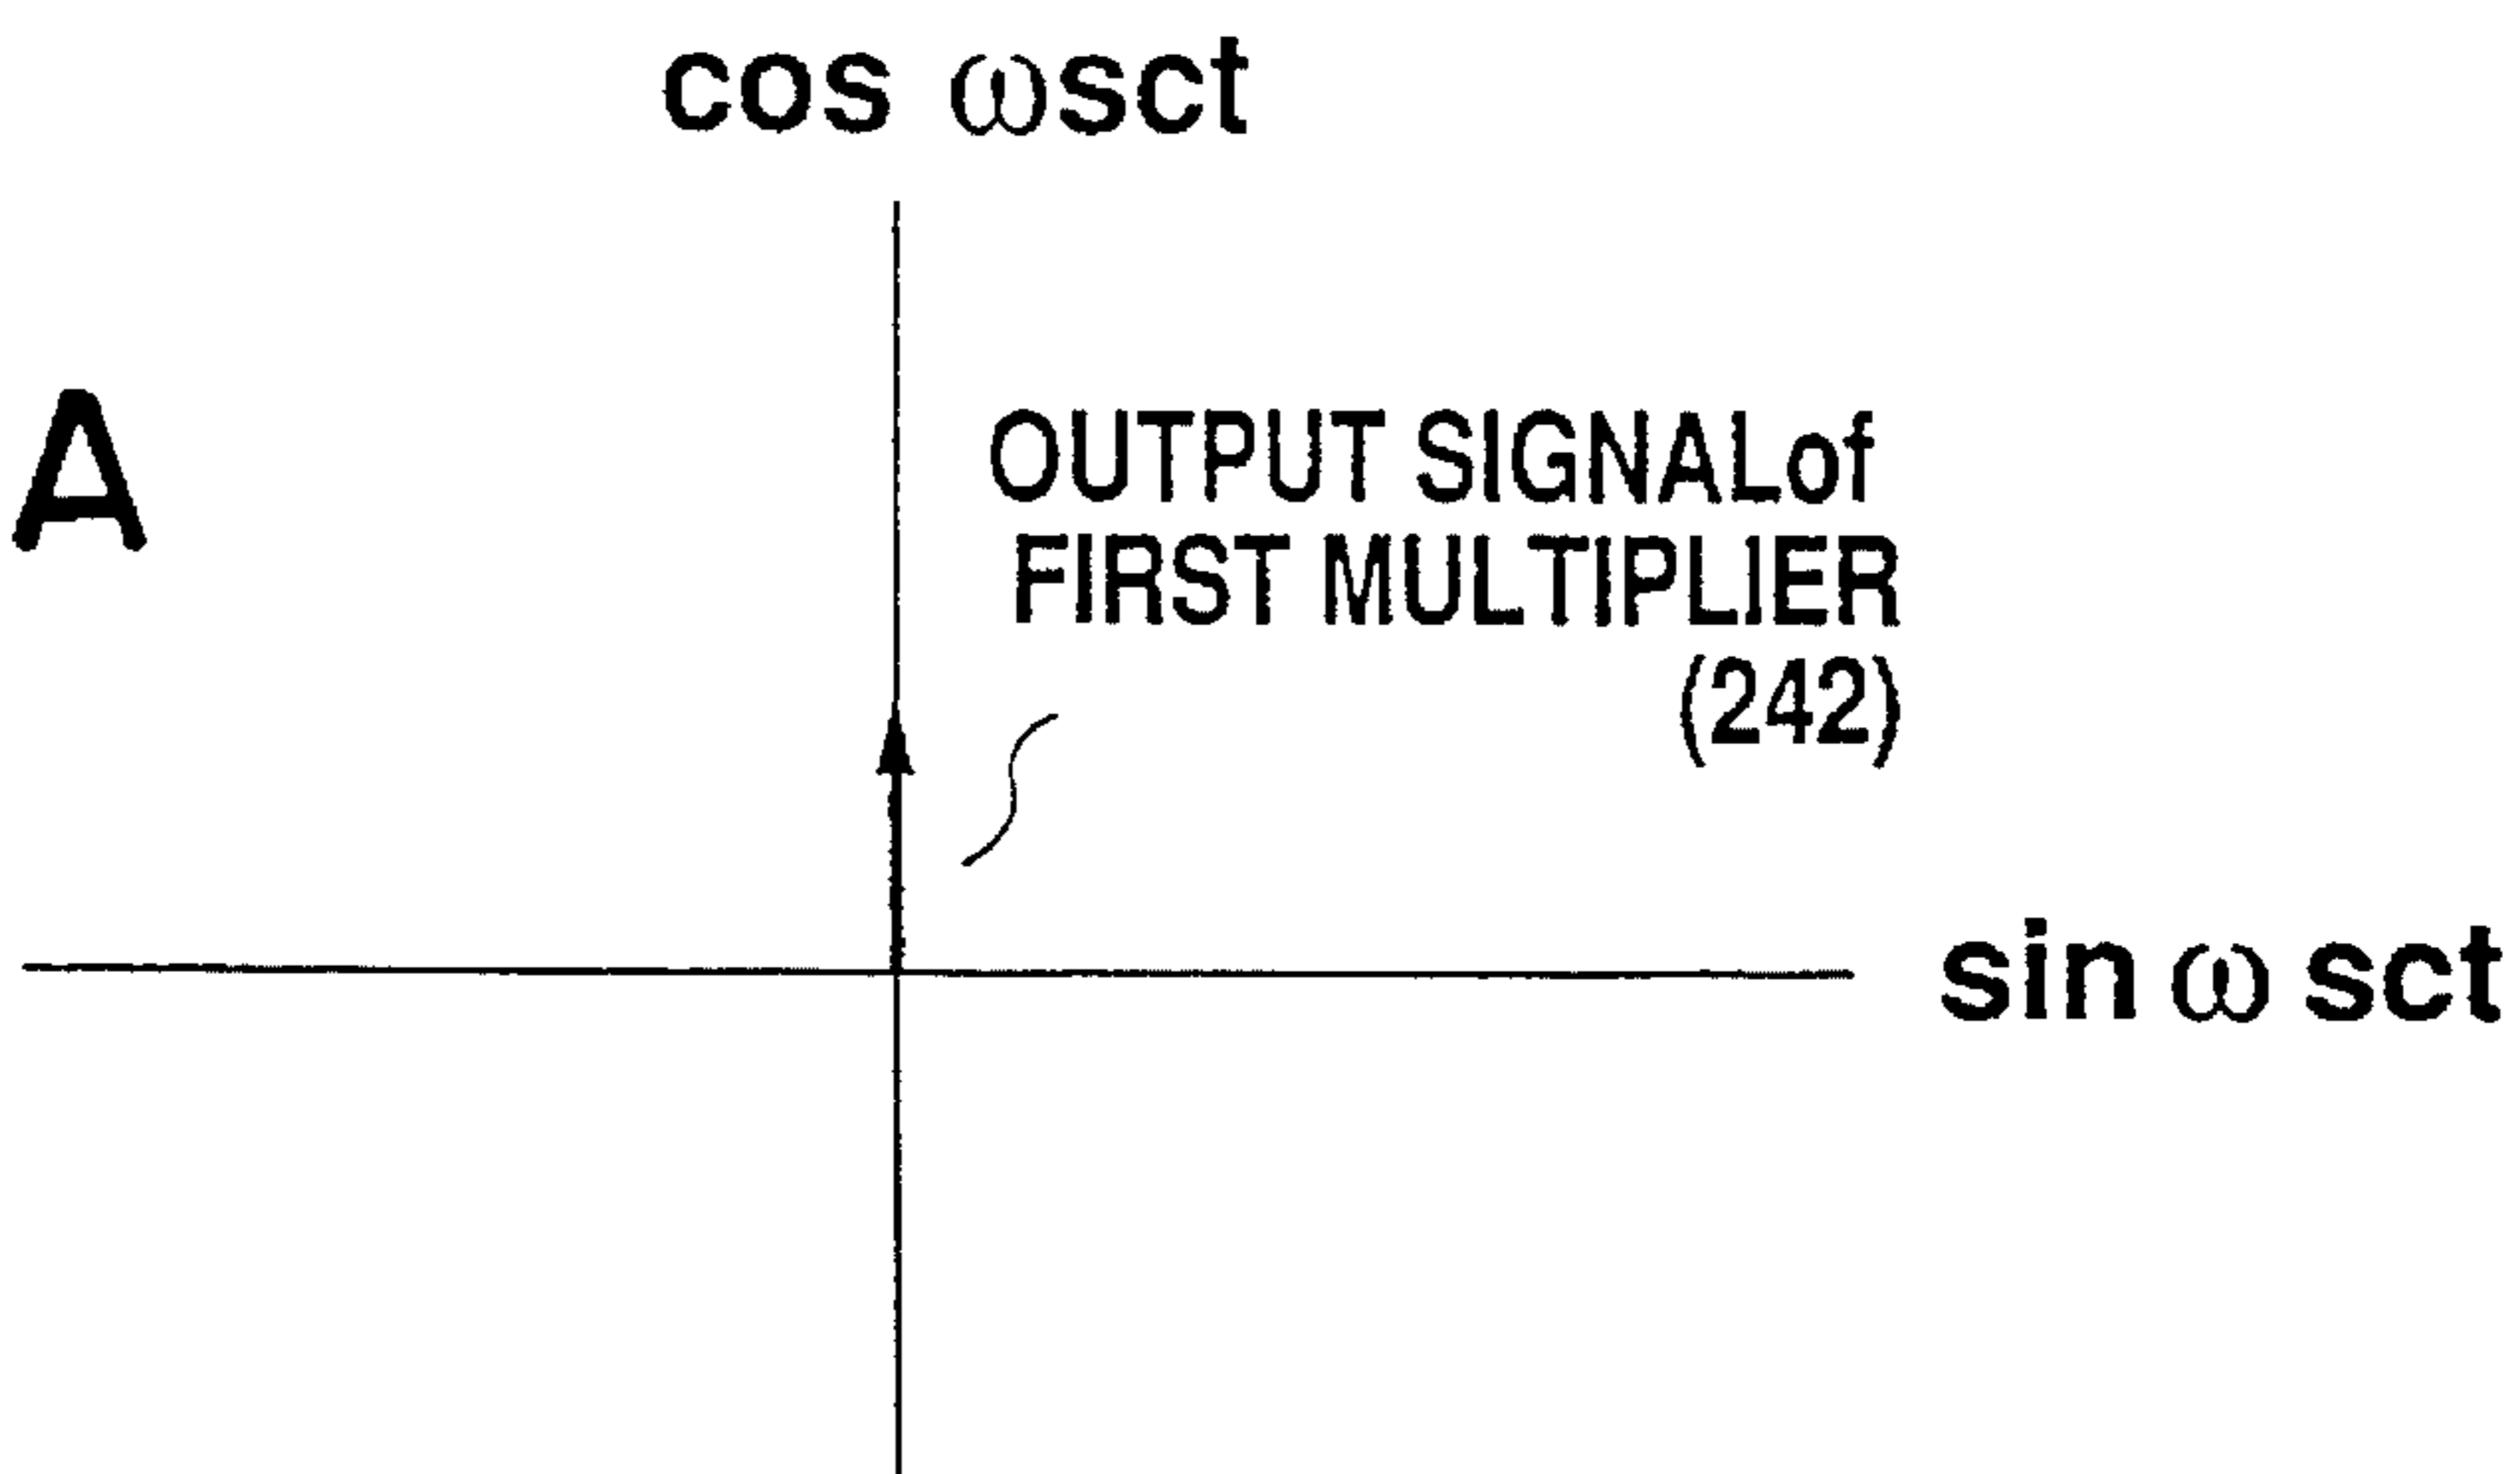 cos ωsct
A
OUTPUT SIGNALof
FIRST MULTIPLIER
(242)
sin ω sct